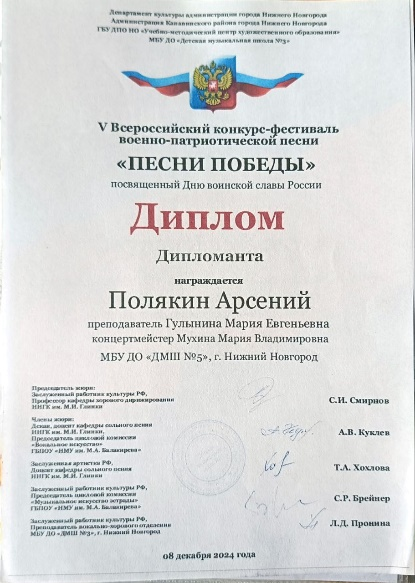 Департамент культуры администрации города Нижнего Новгорода
Администрация Канавинского района города Нижнего Новгорода
ГБУ ДПО НО «Учебно-методический центр художественного образования»
МБУ ДО «Детская музыкальная школа №3»
V Всероссийский конкурс-фестиваль
военно-патриотической песни
«ПЕСНИ ПОБЕДЫ»
посвященный Дню воинской славы России
Диплом
Дипломанта
награждается
Полякин Арсений
преподаватель Гулынина Мария Евгеньевна
концертмейстер Мухина Мария Владимировна
МБУ ДО «ДМШ №5», г. Нижний Новгород
Председатель жюри:
Заслуженный работник культуры РФ,
Профессор кафедры хорового дирижирования
ННГК им. М.И. Глинки
С.И. Смирнов
Члены жюри:
Декан, доцент кафедры сольного пения
ННГК им. М.И. Глинки,
Председатель цикловой комиссии
«Вокальное искусство»
ГБПОУ «НМУ им. М.А. Балакирева»
А.В. Куклев
Заслуженная артистка РФ,
Доцент кафедры сольного пения
ННГК им. М.И. Глинки
Т.А. Хохлова
Заслуженный работник культуры РФ,
Председатель цикловой комиссии
«Музыкальное искусство эстрады»
ГБПОУ «НМУ им. М.А. Балакирева»
С.Р. Брейнер
Заслуженный работник культуры РФ,
Преподаватель вокально-хорового отделения
МБУ ДО «ДМШ №3», г. Нижний Новгород
Л.Д. Пронина
08 декабря 2024 года